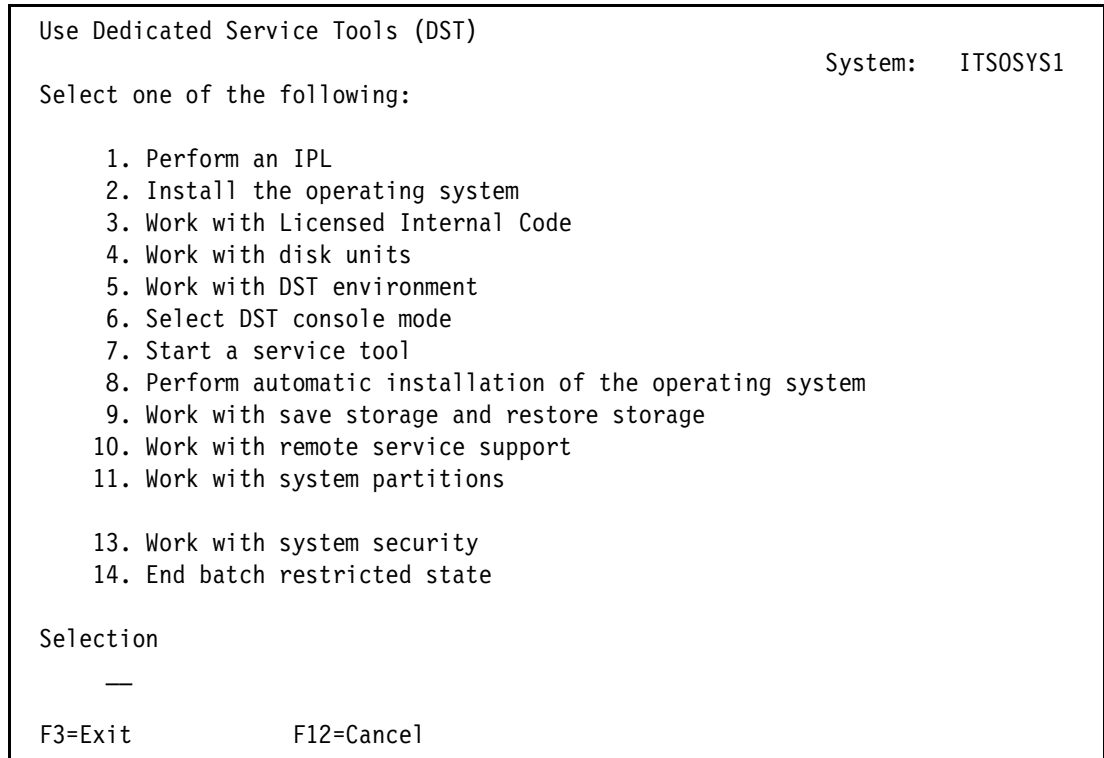 Use Dedicated Service Tools (DST)
System: ITSOSYS1
Select one of the following:
1. Perform an IPL
2. Install the operating system
3. Work with Licensed Internal Code
4. Work with disk units
5. Work with DST environment
6. Select DST console mode
7. Start a service tool
8. Perform automatic installation of the operating system
9. Work with save storage and restore storage
10. Work with remote service support
11. Work with system partitions
13. Work with system security
14. End batch restricted state
Selection
__
F3=Exit F12=Cancel